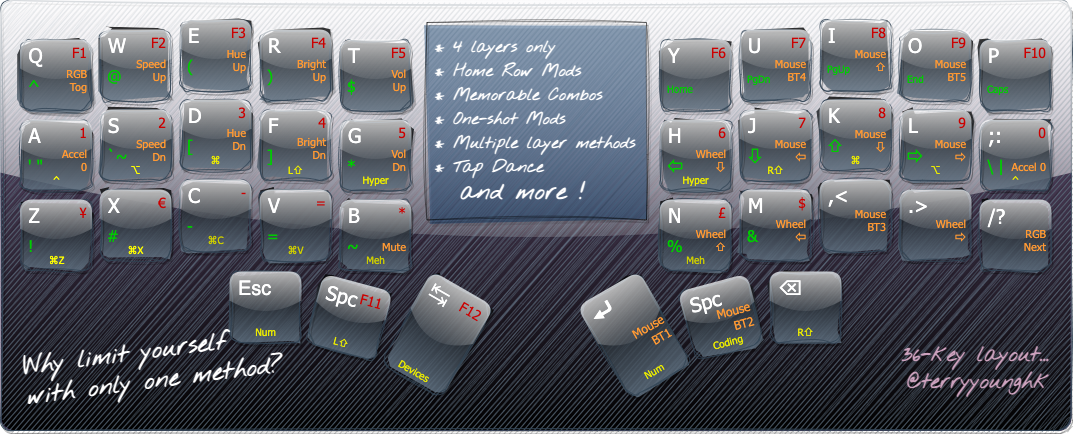 Q F1
^ RGB
Tog
W F2
@ Speed
Up
E F3
( Hue
Up
R F4
) Bright
Up
T F5
$ Vol
Up
* 4 layers only
* Home Row Mods
* Memorable Combos
* One-shot Mods
* Multiple layer methods
* Tap Dance
and more !
Y F6
Home
U F7
PgDn Mouse
BT4
I F8
PgUp Mouse
⇧
O F9
End Mouse
BT5
P F10
Caps
A 1
' " Accel
0
^
S 2
`~ Speed
Dn
⌥
D 3
[ Hue
Dn
⌘
F 4
] Bright
Dn
L⇧
G 5
* Vol
Dn
Hyper
H 6
⇦ Wheel
⇩
Hyper
J 7
⇩ Mouse
⇦
R⇧
K 8
⇧ Mouse
⇩
⌘
L 9
⇨ Mouse
⇨
⌥
;: 0
\ | Accel 0
^
Z ¥
!
⌘Z
X €
#
⌘X
C -
-
⌘C
V =
=
⌘V
B *
~ Mute
Meh
N £
% Wheel
⇧
Meh
M $
& Wheel
⇦
,<
Mouse
BT3
.>
Wheel
⇨
/?
RGB
Next
Esc
Num
Spc F11
L⇧
↹ F12
Devices
↵
Mouse
BT1
Num
Spc
Mouse
BT2
Coding
⌫
R⇧
Why limit yourself
with only one method?
36-Key layout...
@terryyounghk